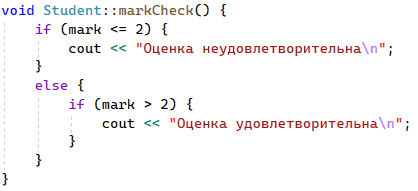 void Student::markCheck() {
    if (mark <= 2) {
        cout << "Оценка неудовлетворительна\n";
    }
    else {
        if (mark > 2) {
            cout << "Оценка удовлетворительна\n";
        }
    }
}